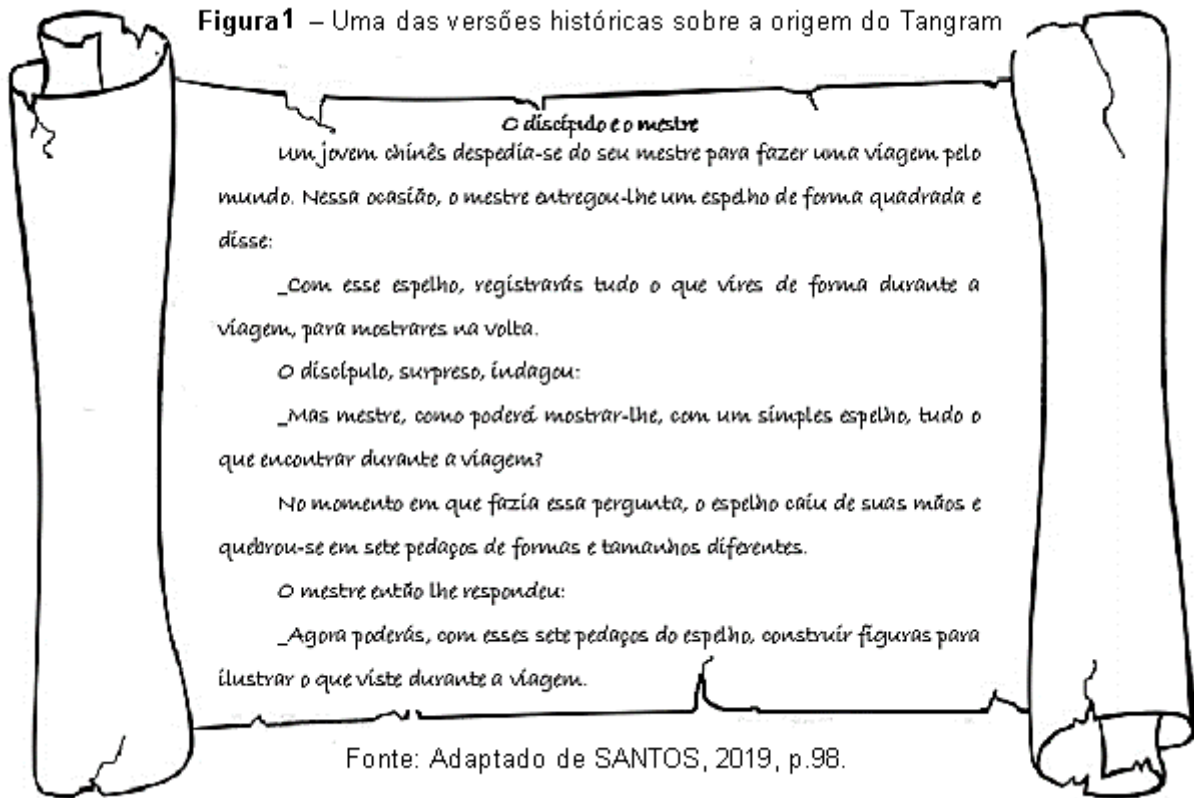 Figura1 – Uma das versões históricas sobre a origem do Tangram
O discípulo e o mestre
Um jovem chinês despedia-se do seu mestre para fazer uma viagem pelo
mundo. Nessa ocasião, o mestre entregou-lhe um espelho de forma quadrada e
disse:
_Com esse espelho, registrarás tudo o que vires de forma durante a
viagem, para mostrares na volta.
O discípulo, surpreso, indagou:
_Mas mestre, como poderei mostrar-lhe, com um simples espelho, tudo o
que encontrar durante a viagem?
No momento em que fazia essa pergunta, o espelho caiu de suas mãos e
quebrou-se em sete pedaços de formas e tamanhos diferentes.
O mestre então lhe respondeu:
_Agora poderás, com esses sete pedaços do espelho, construir figuras para
ilustrar o que viste durante a viagem.
Fonte: Adaptado de SANTOS, 2019, p.98.